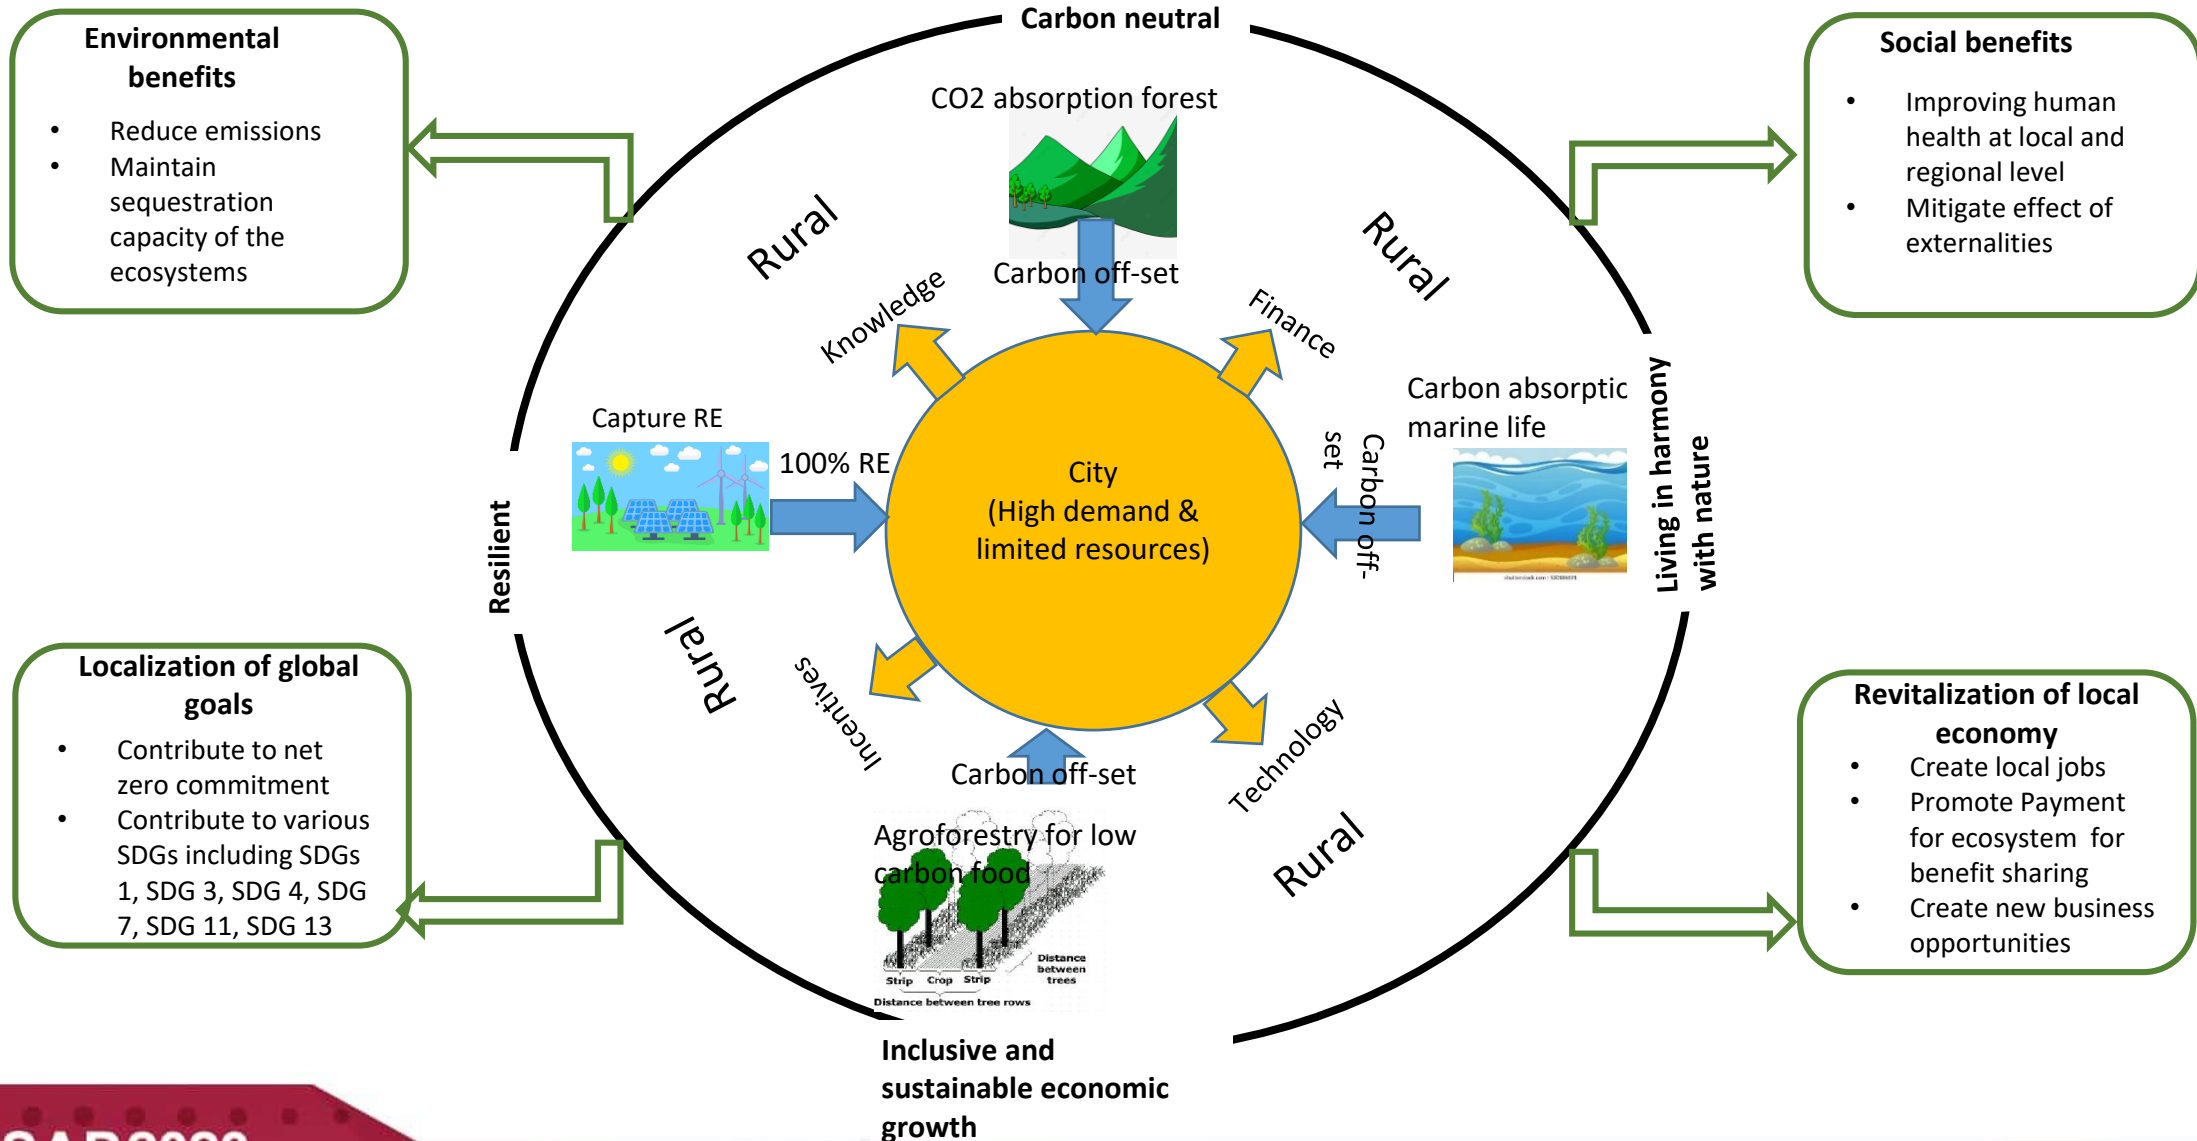 Carbon neutral
Environmental
benefits
• Reduce emissions
• Maintain
sequestration
capacity of the
ecosystems
Social benefits
• Improving human
health at local and
regional level
• Mitigate effect of
externalities
CO2 absorption forest
Rural
Rural
Carbon off-set
Knowledge
Finance
Capture RE
100% RE
Carbon absorptic
marine life
Carbon off-
set
City
(High demand &
limited resources)
Resilient
Living in harmony
with nature
Rural
Incentives
Technology
Rural
Carbon off-set
Agroforestry for low
carbon food
Distance
between
trees
Strip Crop Strip
Distance between tree rows
Localization of global
goals
• Contribute to net
zero commitment
• Contribute to various
SDGs including SDGs
1, SDG 3, SDG 4, SDG
7, SDG 11, SDG 13
Revitalization of local
economy
• Create local jobs
• Promote Payment
for ecosystem for
benefit sharing
• Create new business
opportunities
Inclusive and
sustainable economic
growth